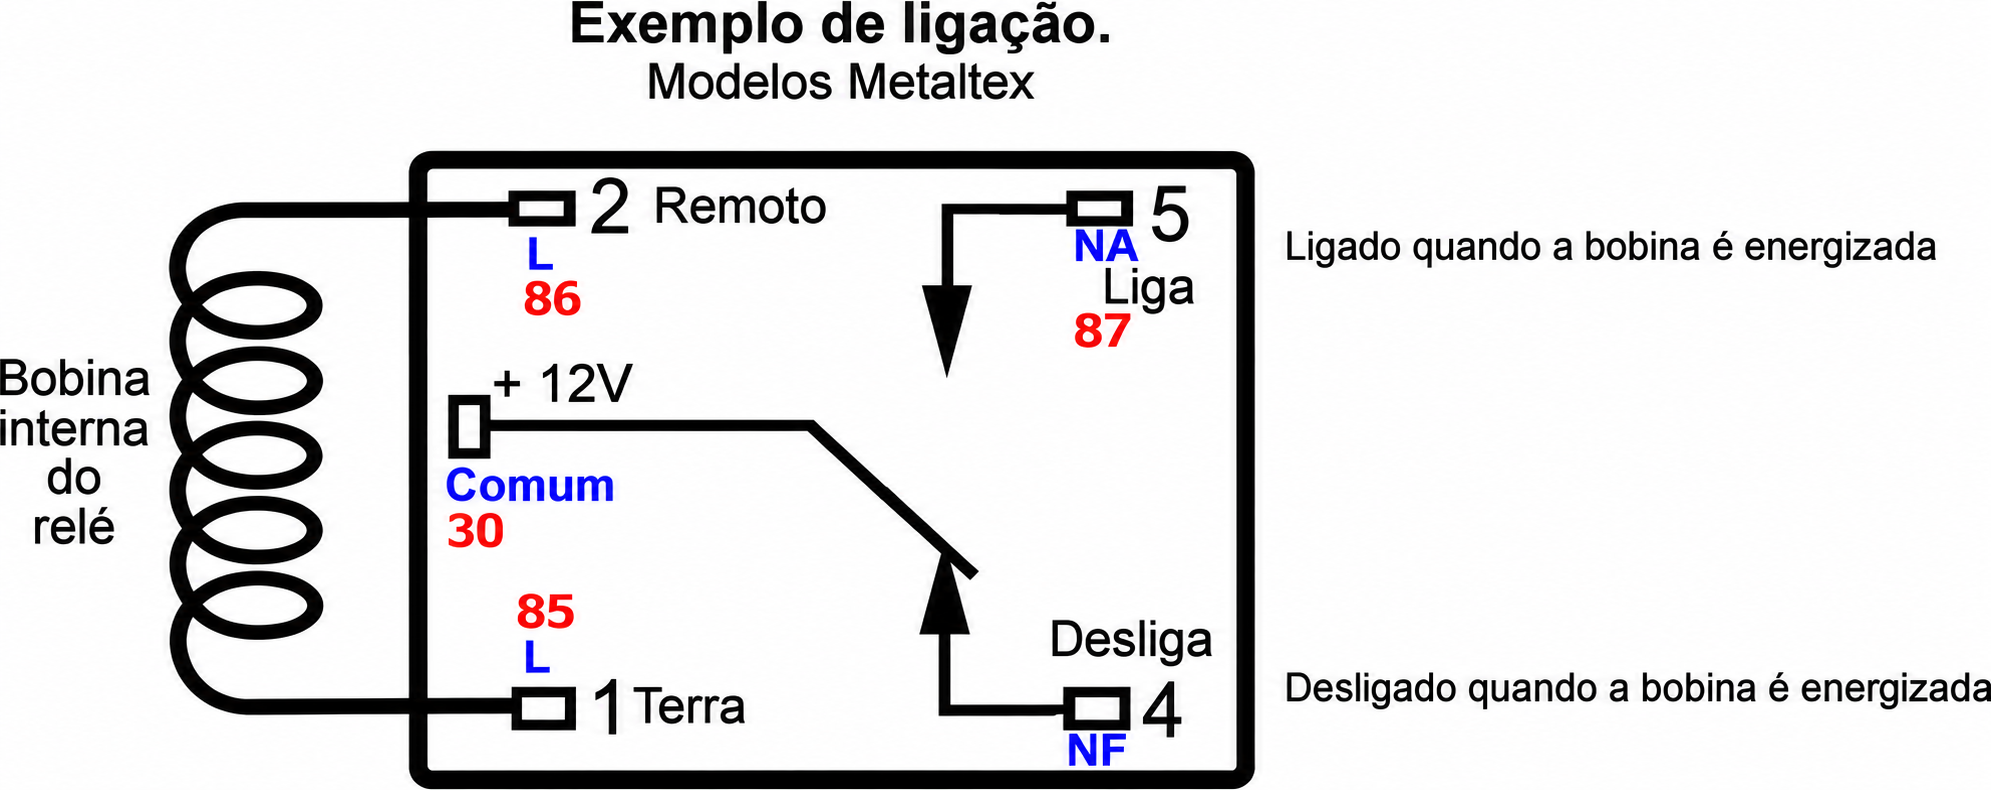 Exemplo de ligação.
Modelos Metaltex
2 Remoto
L
86
5
NA
Liga
87
Ligado quando a bobina é energizada
+ 12V
Comum
30
Bobina
interna
do
relé
85
L
1 Terra
Desliga
4
NF
Desligado quando a bobina é energizada